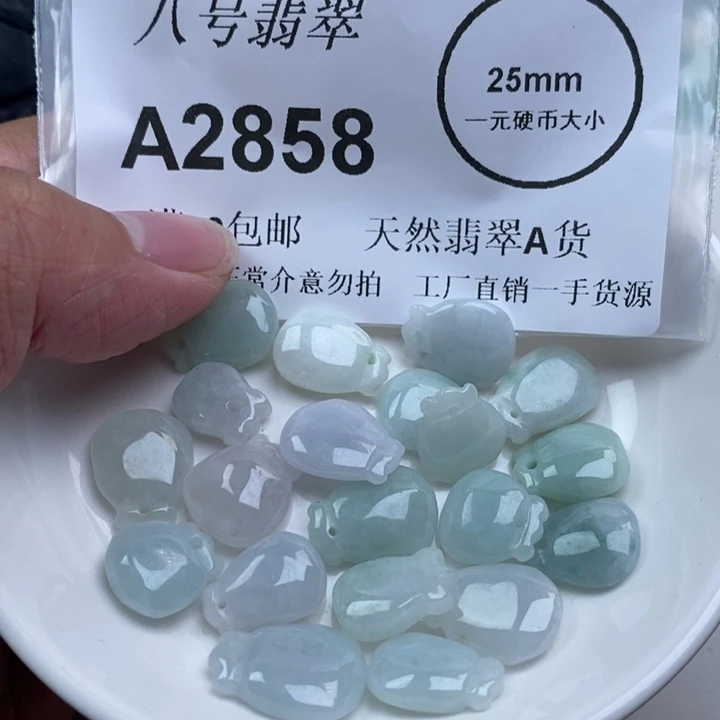 八号翡翠
A2858
25mm
一元硬币大小
包邮 天然翡翠A货
常介意勿拍 工厂直销一手货源